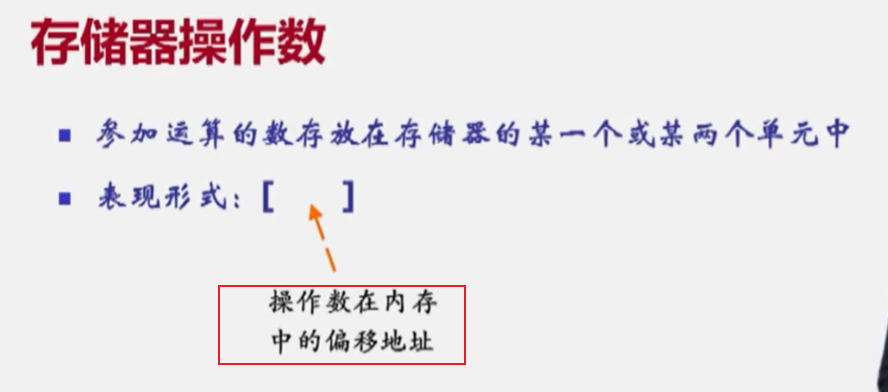 存储器操作数
参加运算的数存放在存储器的某一个或某两个单元中
表现形式：[ ]
操作数在内存
中的偏移地址